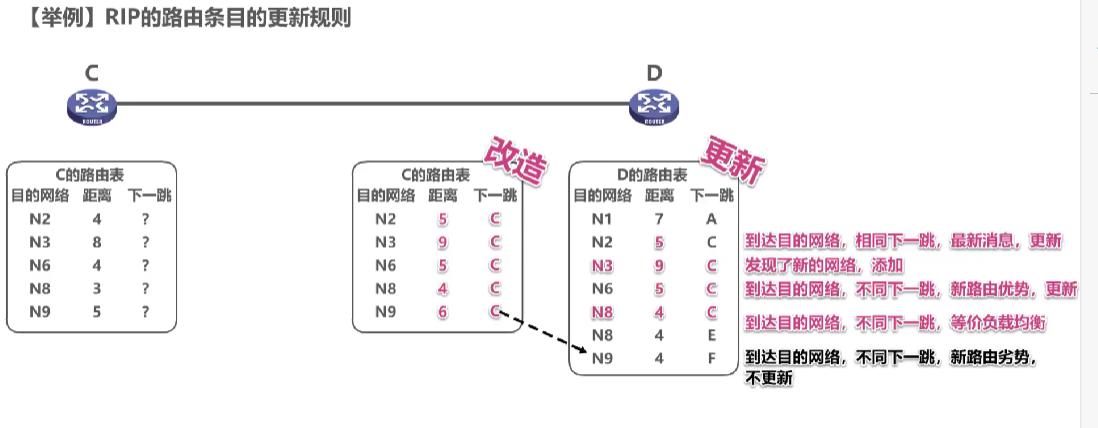 【举例】RIP的路由条目的更新规则
C
D
ROUTER
ROUTER
改造
更新
C的路由表
目的网络 距离 下一跳
N2 4 ?
N3 8 ?
N6 4 ?
N8 3 ?
N9 5 ?
C的路由表
目的网络 距离 下一跳
N2 5 C
N3 9 C
N6 5 C
N8 4 C
N9 6 C
D的路由表
目的网络 距离 下一跳
N1 7 A
N2 5 C 到达目的网络，相同下一跳，最新消息，更新
N3 9 C 发现了新的网络，添加
N6 5 C 到达目的网络，不同下一跳，新路由优势，更新
N8 4 C
到达目的网络，不同下一跳，等价负载均衡
N8 4 E
N9 4 F 到达目的网络，不同下一跳，新路由劣势，
不更新